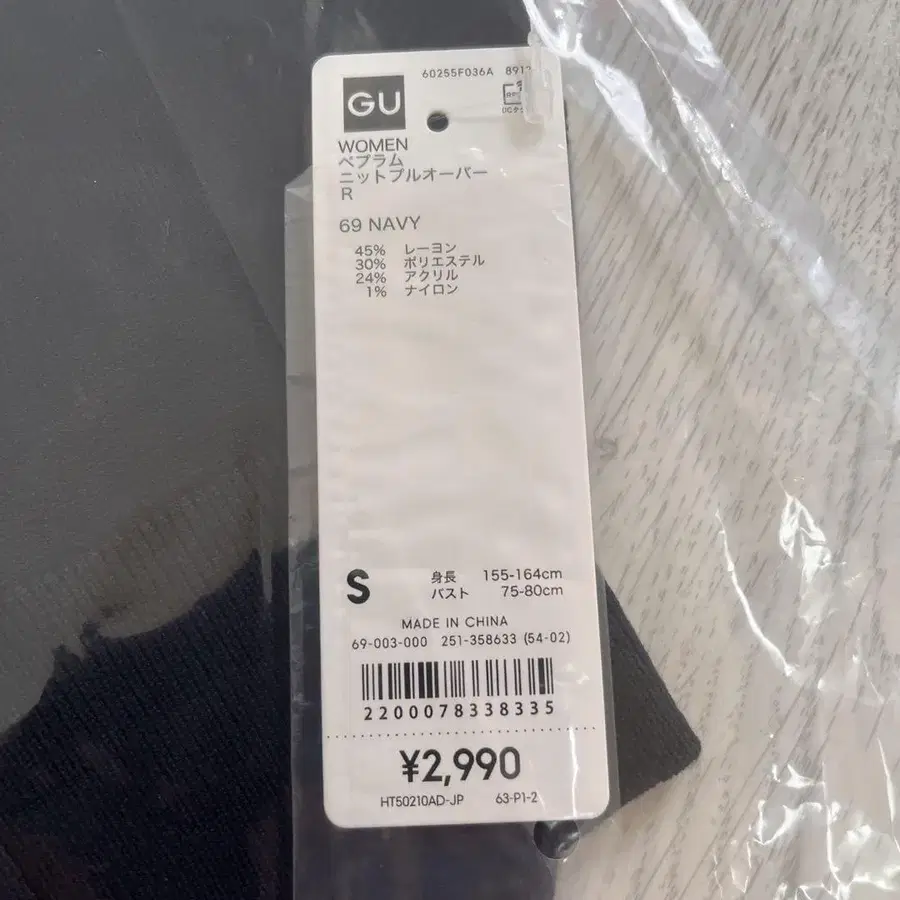 60255F036A
GU
WOMEN
ペプラム
ニットプルオーバー
R
69 NAVY
45% レーヨン
30% ポリエステル
24% アクリル
1% ナイロン
S 身長 155-164cm
バスト 75-80cm
MADE IN CHINA
69-003-000 251-358633 (54-02)
2200078338335
¥2,990
HT50210AD-JP 63-P1-2